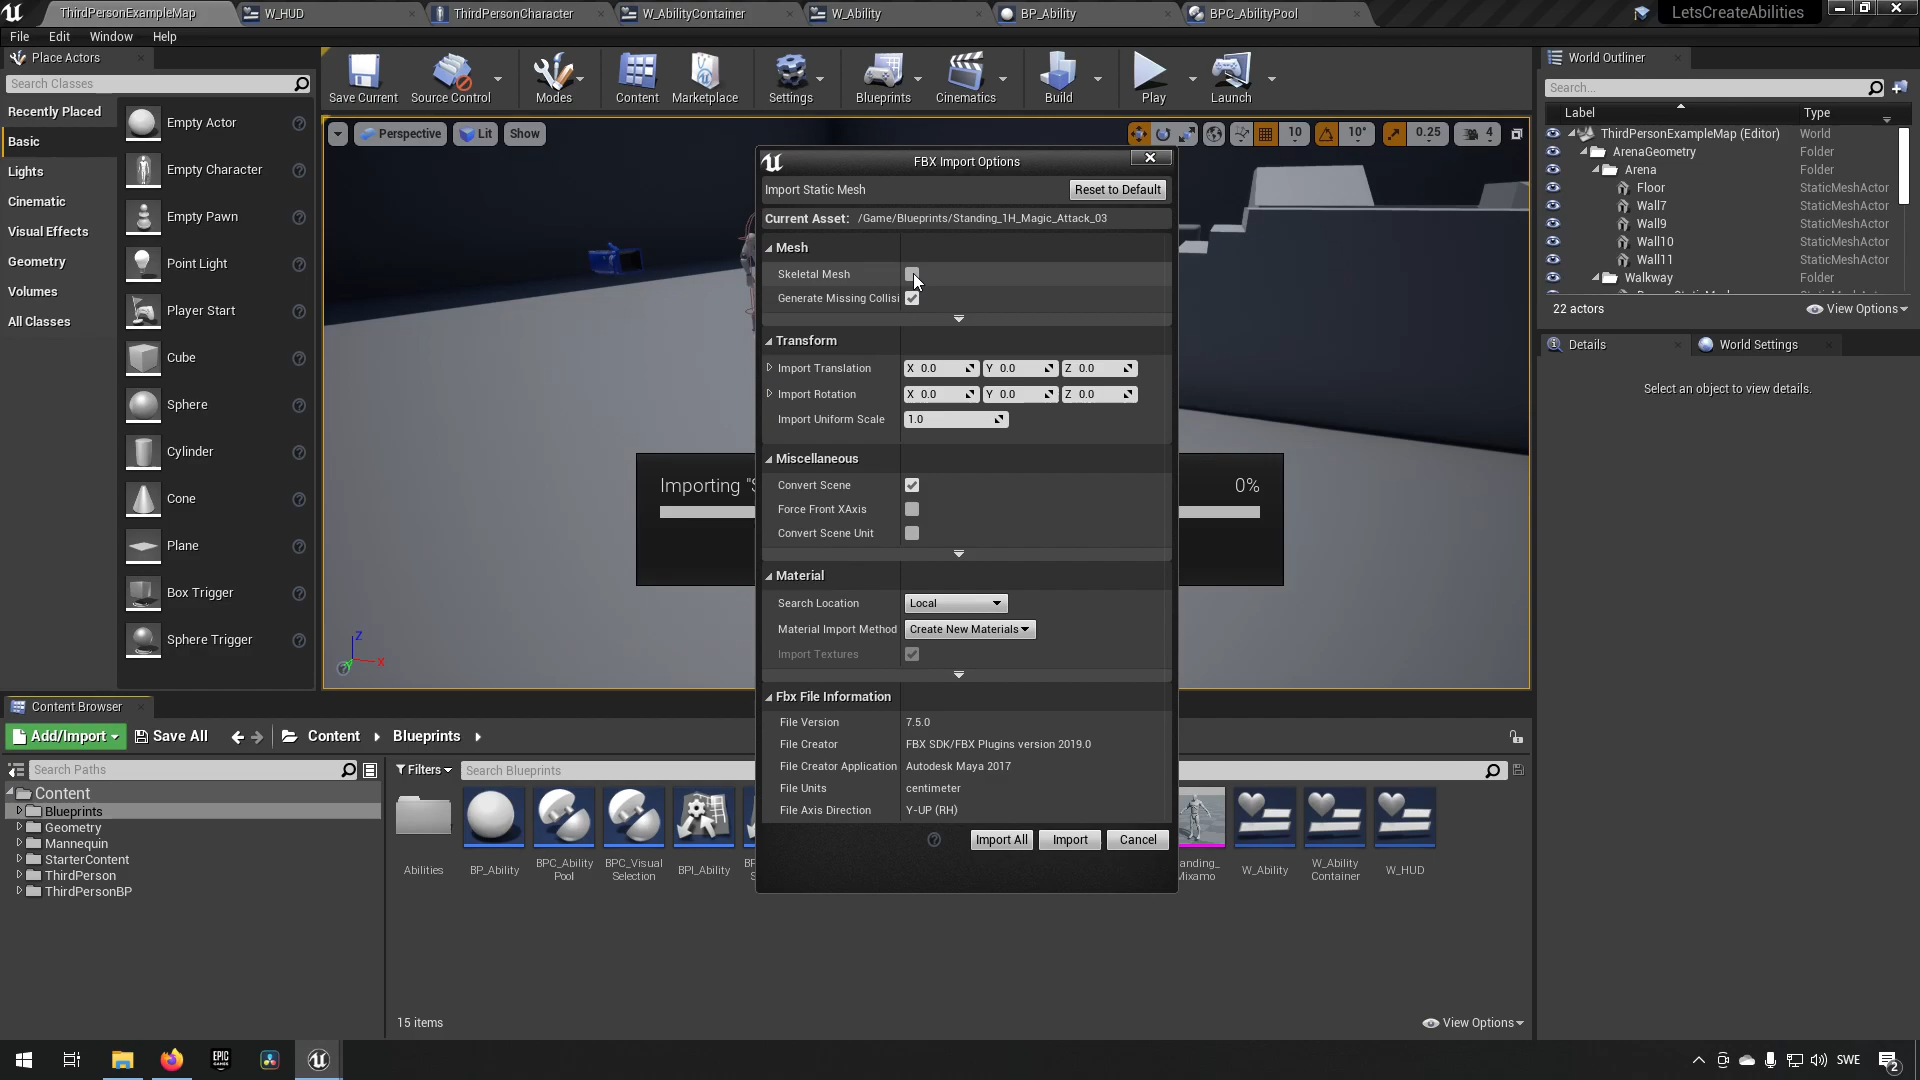 ThirdPersonExampleMap
W_HUD
ThirdPersonCharacter
W_AbilityContainer
W_Ability
BP_Ability
BPC_AbilityPool
LetsCreateAbilities
File
Edit
Window
Help
Place Actors
Search Classes
Recently Placed
Basic
Lights
Cinematic
Visual Effects
Geometry
Volumes
All Classes
Empty Actor
Empty Character
Empty Pawn
Point Light
Player Start
Cube
Sphere
Cylinder
Cone
Plane
Box Trigger
Sphere Trigger
Save Current
Source Control
Modes
Content
Marketplace
Settings
Blueprints
Cinematics
Build
Play
Launch
Perspective
Lit
Show
10
10°
0.25
4
Importing "S
0%
Z
X
Y
FBX Import Options
Import Static Mesh
Reset to Default
Current Asset: /Game/Blueprints/Standing_1H_Magic_Attack_03
Mesh
Skeletal Mesh
Generate Missing Collisi
Transform
Import Translation X 0.0 Y 0.0 Z 0.0
Import Rotation X 0.0 Y 0.0 Z 0.0
Import Uniform Scale 1.0
Miscellaneous
Convert Scene
Force Front XAxis
Convert Scene Unit
Material
Search Location Local
Material Import Method Create New Materials
Import Textures
Fbx File Information
File Version 7.5.0
File Creator FBX SDK/FBX Plugins version 2019.0
File Creator Application Autodesk Maya 2017
File Units centimeter
File Axis Direction Y-UP (RH)
Import All
Import
Cancel
World Outliner
Search...
Label
Type
ThirdPersonExampleMap (Editor) World
ArenaGeometry Folder
Arena Folder
Floor StaticMeshActor
Wall7 StaticMeshActor
Wall9 StaticMeshActor
Wall10 StaticMeshActor
Wall11 StaticMeshActor
Walkway Folder
22 actors
View Options
Details
World Settings
Select an object to view details.
Content Browser
Add/Import
Save All
Content
Blueprints
Search Paths
Filters
Search Blueprints
Content
Blueprints
Geometry
Mannequin
StarterContent
ThirdPerson
ThirdPersonBP
Abilities
BP_Ability
BPC_Ability
Pool
BPC_Visual
Selection
BPI_Ability
anding_
Mixamo
W_Ability
W_Ability
Container
W_HUD
15 items
View Options
EPIC
GAMES
SWE
2